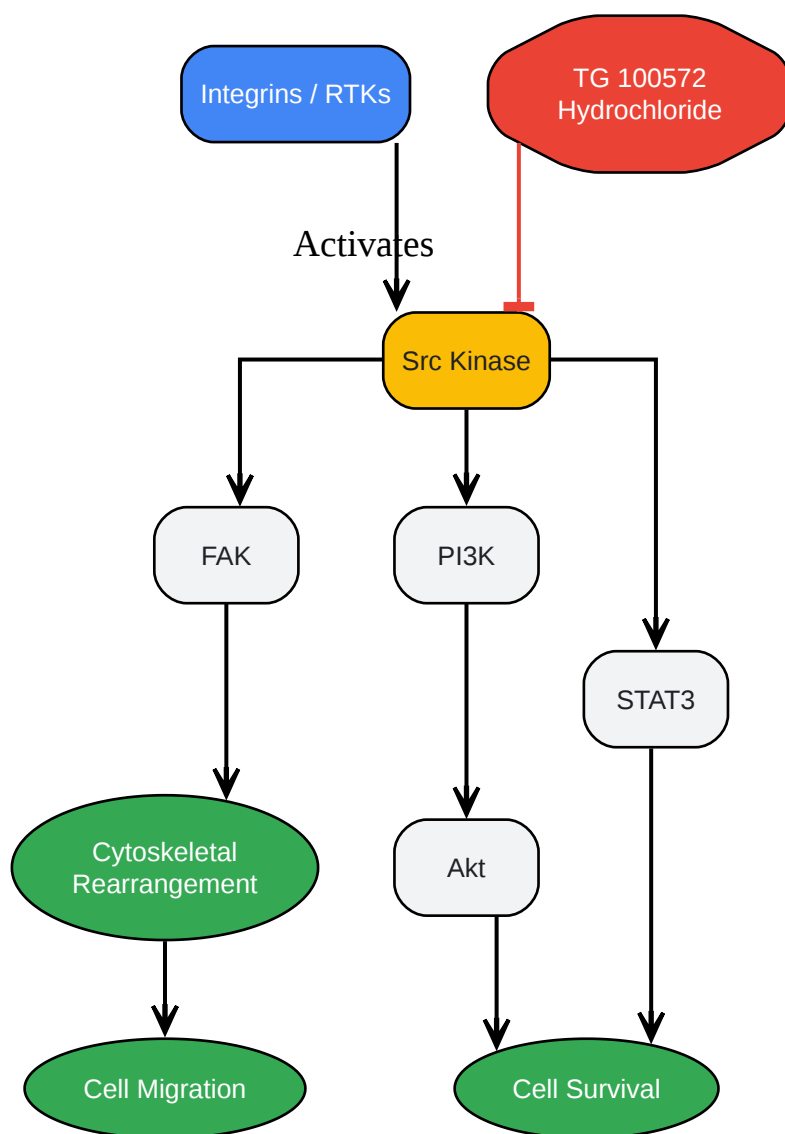 Integrins / RTKs
TG 100572
Hydrochloride
Activates
Src Kinase
FAK
PI3K
STAT3
Cytoskeletal
Rearrangement
Akt
Cell Migration
Cell Survival